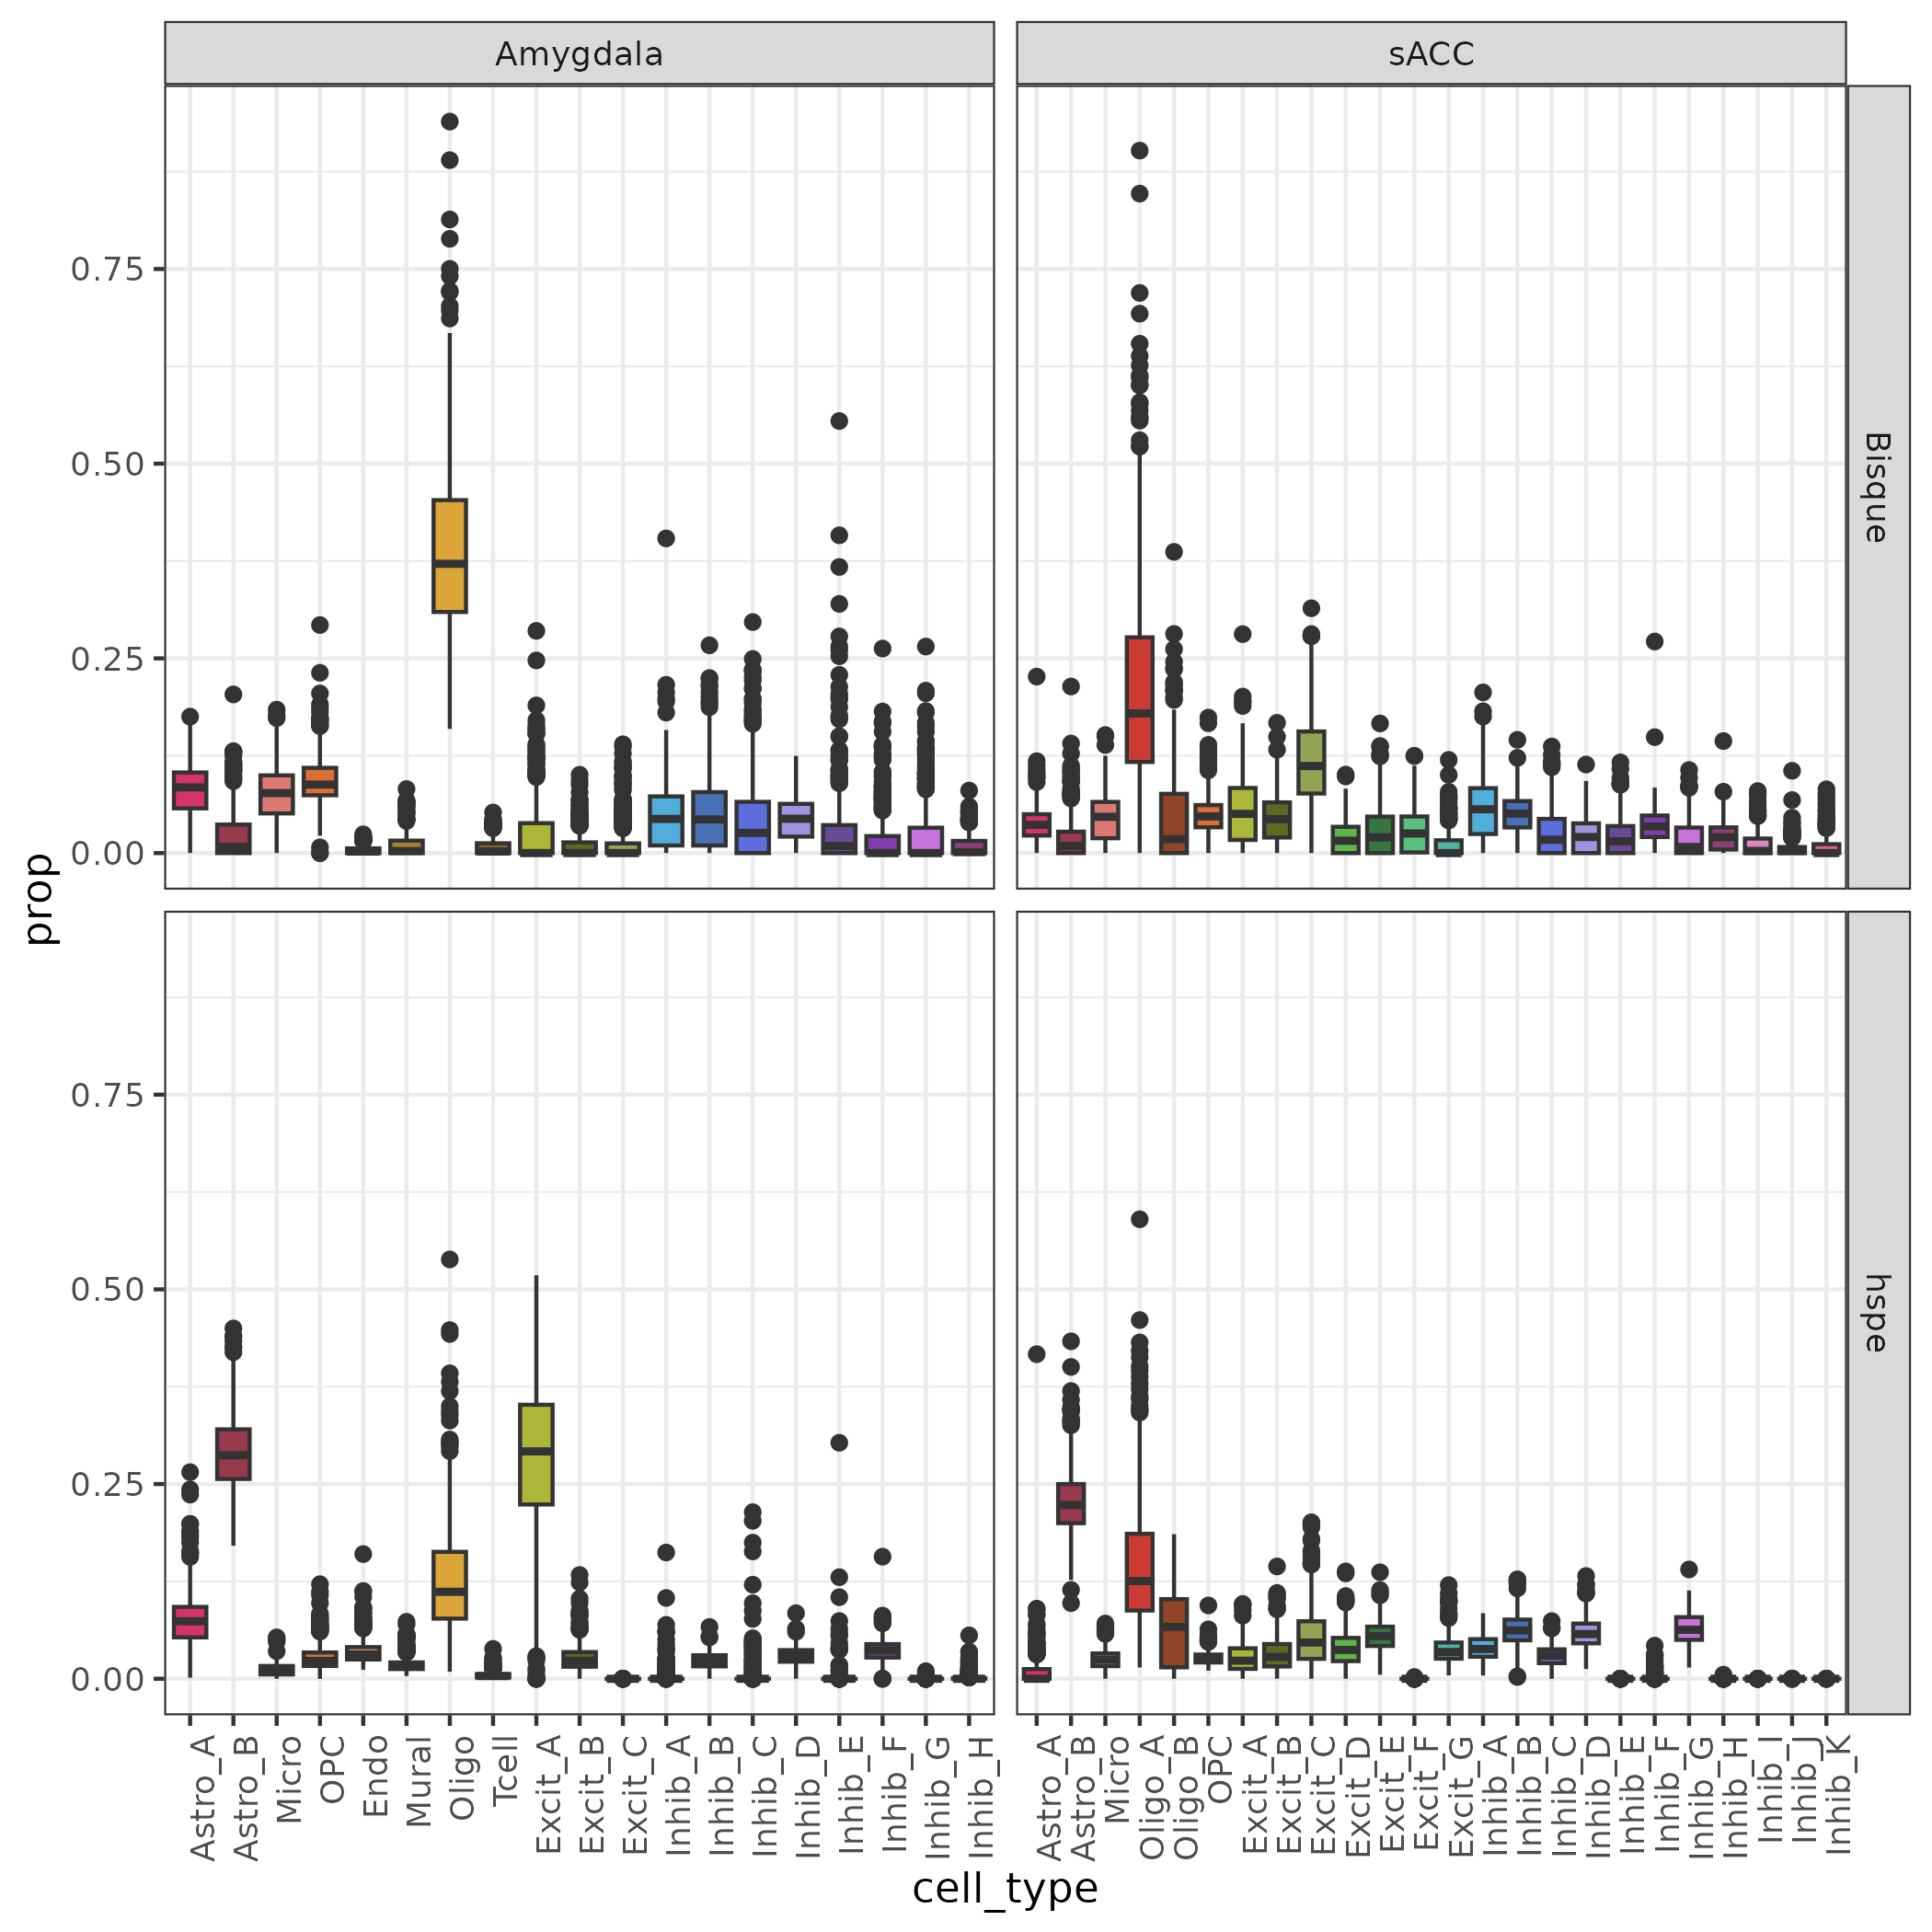 Amygdala
sACC
Bisque
hspe
prop
0.75
0.50
0.25
0.00
0.75
0.50
0.25
0.00
Astro_A
Astro_B
Micro
OPC
Endo
Mural
Oligo
Tcell
Excit_A
Excit_B
Excit_C
Inhib_A
Inhib_B
Inhib_C
Inhib_D
Inhib_E
Inhib_F
Inhib_G
Inhib_H
Astro_A
Astro_B
Micro
Oligo_A
Oligo_B
OPC
Excit_A
Excit_B
Excit_C
Excit_D
Excit_E
Excit_F
Excit_G
Inhib_A
Inhib_B
Inhib_C
Inhib_D
Inhib_E
Inhib_F
Inhib_G
Inhib_H
Inhib_I
Inhib_J
Inhib_K
cell_type